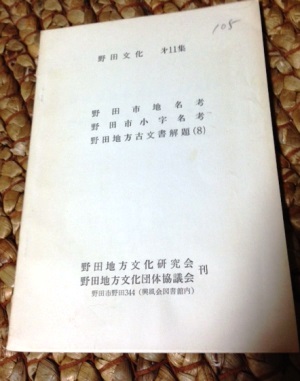 108
野田文化 オ11集
野田市地名考
野田市小字名考
野田地方古文書解題(8)
野田地方文化研究会
野田地方文化団体協議会 刊
野田市野田344 (興風会図書館内)